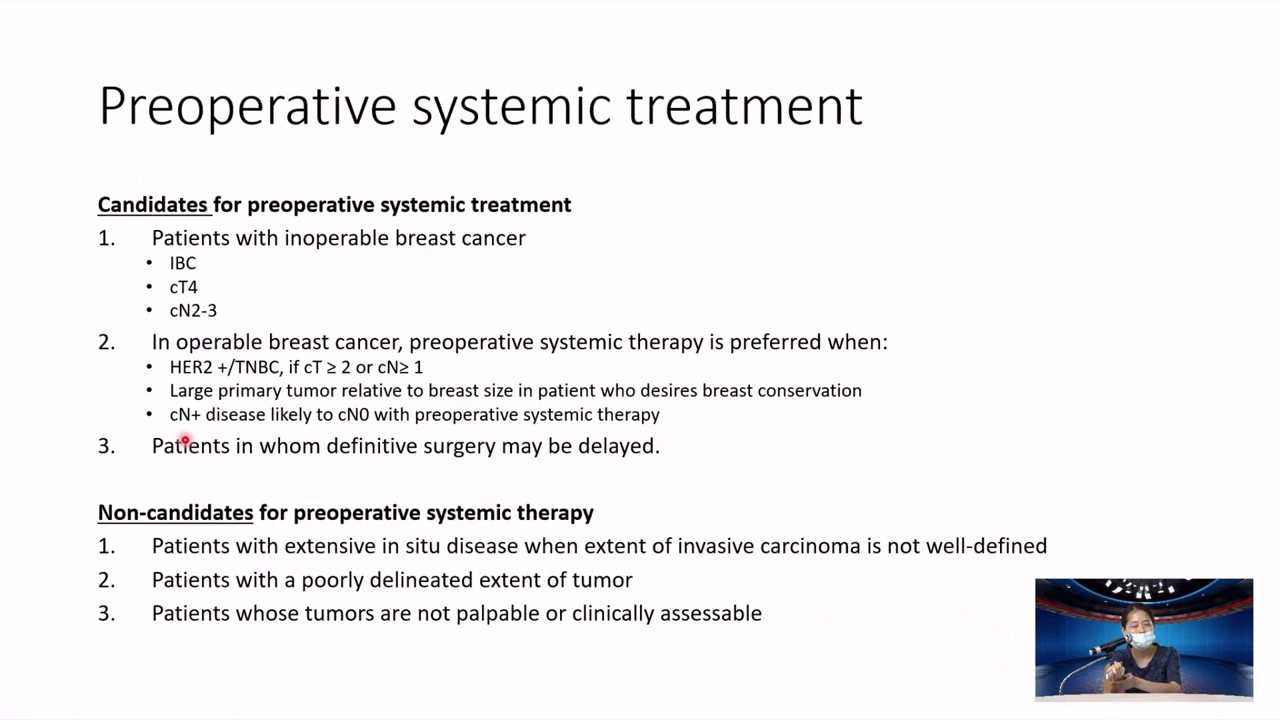 Preoperative systemic treatment
Candidates for preoperative systemic treatment
1. Patients with inoperable breast cancer
• IBC
• cT4
• cN2-3
2. In operable breast cancer, preoperative systemic therapy is preferred when:
• HER2 +/TNBC, if cT ≥ 2 or cN≥ 1
• Large primary tumor relative to breast size in patient who desires breast conservation
• cN+ disease likely to cN0 with preoperative systemic therapy
3. Patients in whom definitive surgery may be delayed.
Non-candidates for preoperative systemic therapy
1. Patients with extensive in situ disease when extent of invasive carcinoma is not well-defined
2. Patients with a poorly delineated extent of tumor
3. Patients whose tumors are not palpable or clinically assessable